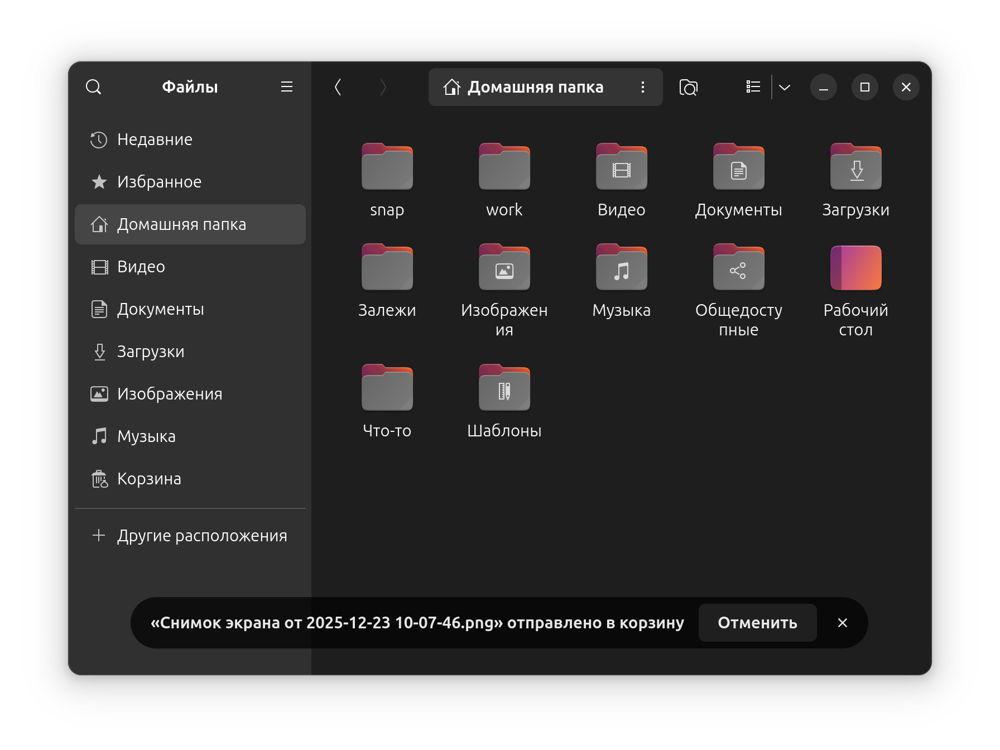 Файлы
Домашняя папка
Недавние
Избранное
Домашняя папка
Видео
Документы
Загрузки
Изображения
Музыка
Корзина
Другие расположения
snap
work
Видео
Документы
Загрузки
Залежи
Изображен
ия
Музыка
Общедосту
пные
Рабочий
стол
Что-то
Шаблоны
«Снимок экрана от 2025-12-23 10-07-46.png» отправлено в корзину
Отменить